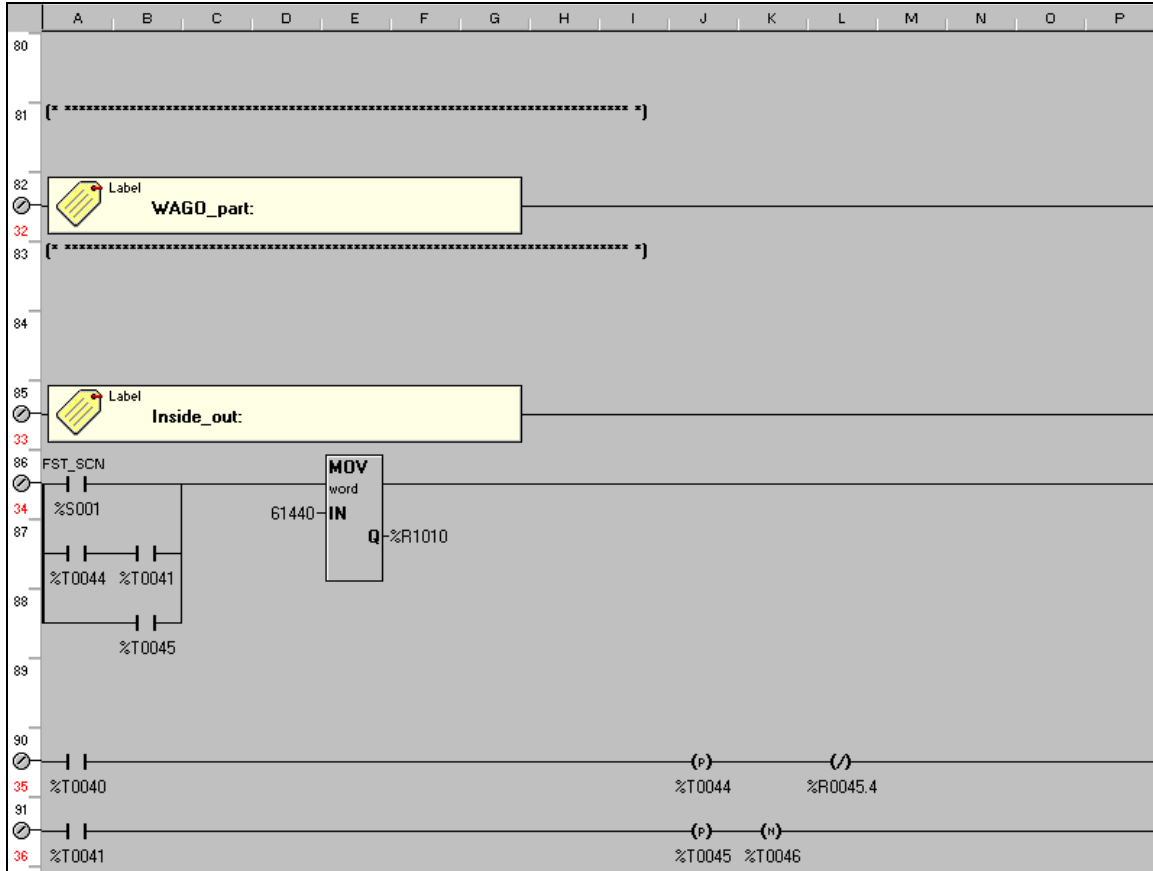 A B C D E F G H I J K L M N O P
80
81 (* ******************************************************************************* *)
82 Label
WAGO_part:
32
83 (* ******************************************************************************* *)
84
85 Label
Inside_out:
33
86 FST_SCN MOV
word
34 %S001 61440 IN
87 Q %R1010
%T0044 %T0041
88
%T0045
89
90
(P) (/)
35 %T0040 %T0044 %R0045.4
91
(P) (N)
36 %T0041 %T0045 %T0046